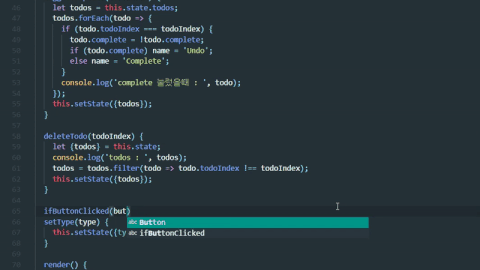 let todos = this.state.todos;
todos.forEach(todo => {
if (todo.todoIndex === todoIndex) {
todo.complete = !todo.complete;
if (todo.complete) name = 'Undo';
else name = 'Complete';
}
console.log('complete 눌럿을때 : ', todo);
});
this.setState({todos});
}
deleteTodo(todoIndex) {
let {todos} = this.state;
console.log('todos : ', todos);
todos = todos.filter(todo => todo.todoIndex !== todoIndex);
this.setState({todos});
}
ifButtonClicked(but)
setType(type) { abc Button
this.setState({ty abc ifButtonClicked
}
render() {